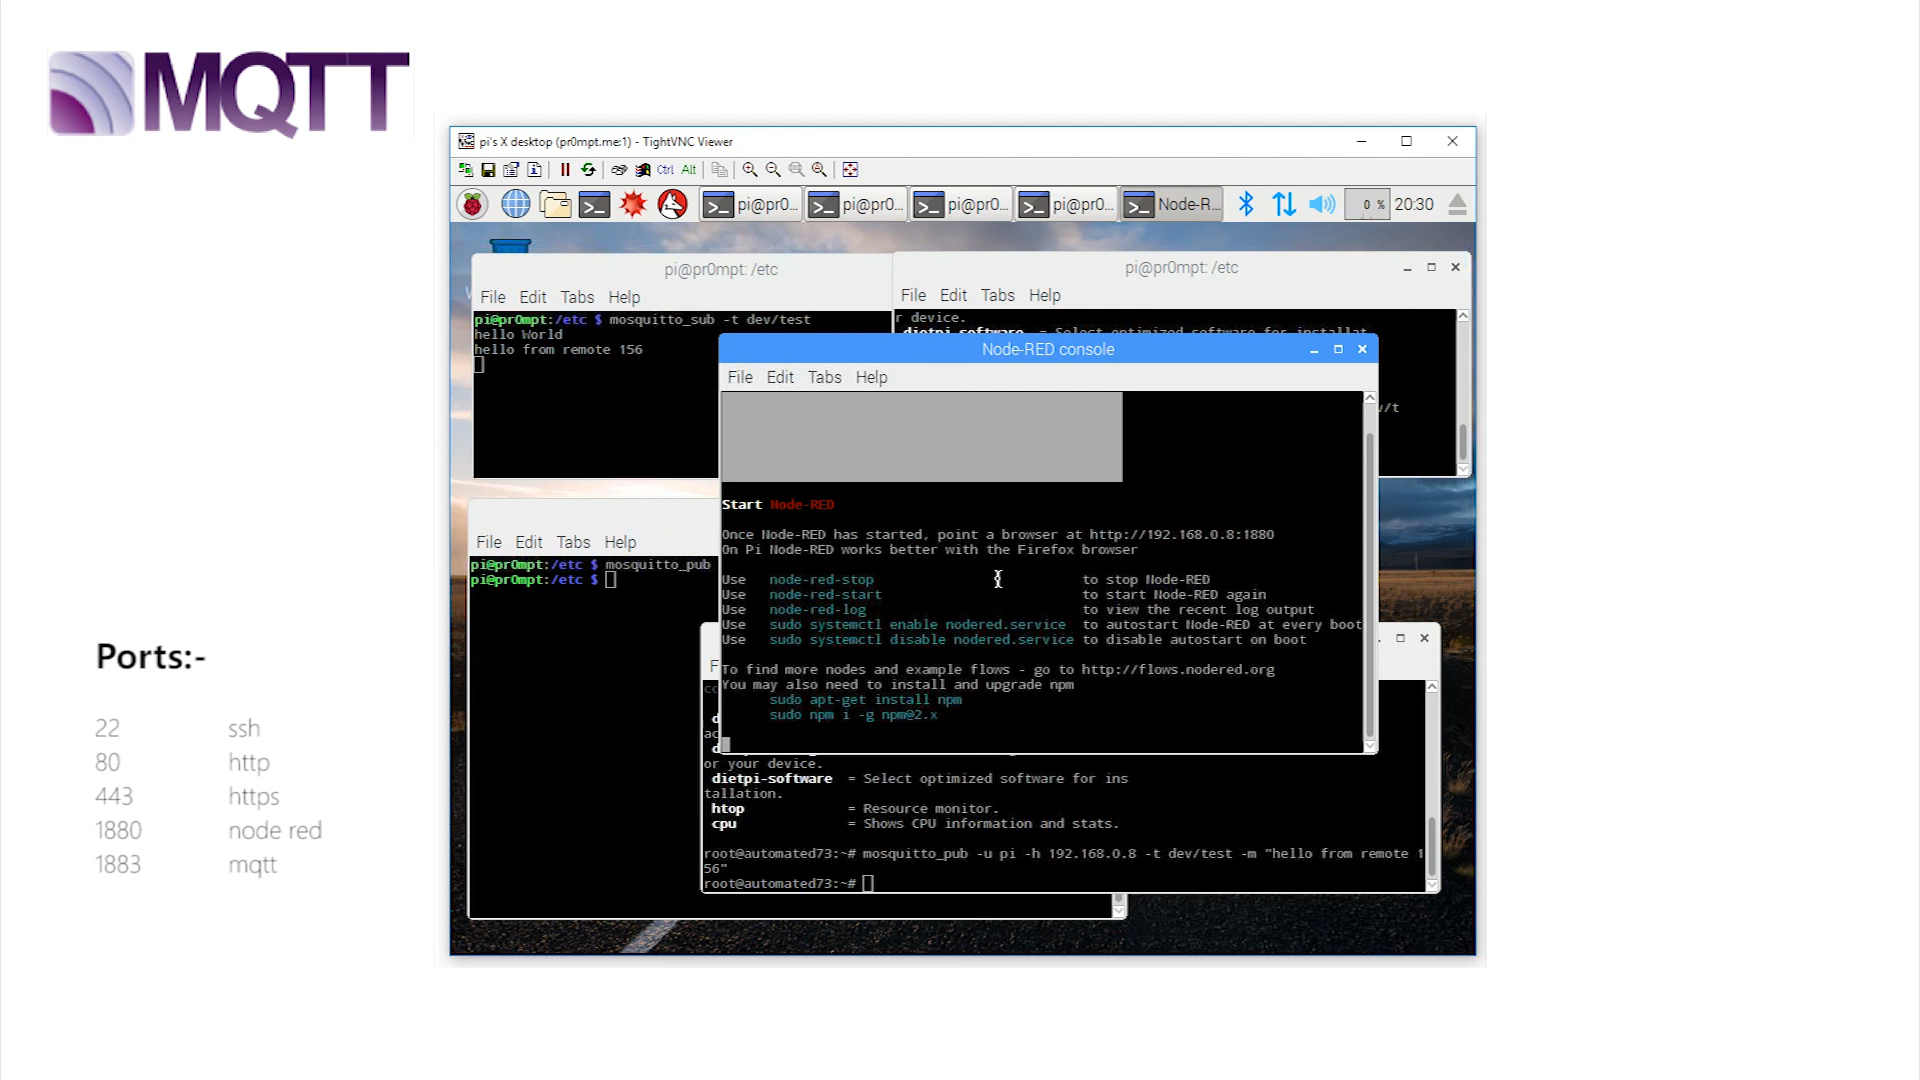 MQTT
pi's X desktop (pr0mpt.me:1) - TightVNC Viewer
Ctrl Alt
pi@pr0...
pi@pr0...
pi@pr0...
pi@pr0...
Node-R...
0 %
20:30
pi@pr0mpt: /etc
File Edit Tabs Help
pi@pr0mpt:/etc $ mosquitto_sub -t dev/test
hello World
hello from remote 156
pi@pr0mpt: /etc
File Edit Tabs Help
r device.
dietpi-software = Select optimized software for installat
v/t
Node-RED console
File Edit Tabs Help
Start Node-RED
Once Node-RED has started, point a browser at http://192.168.0.8:1880
On Pi Node-RED works better with the Firefox browser
Use node-red-stop to stop Node-RED
Use node-red-start to start Node-RED again
Use node-red-log to view the recent log output
Use sudo systemctl enable nodered.service to autostart Node-RED at every boot
Use sudo systemctl disable nodered.service to disable autostart on boot
To find more nodes and example flows - go to http://flows.nodered.org
You may also need to install and upgrade npm
sudo apt-get install npm
sudo npm i -g npm@2.x
File Edit Tabs Help
pi@pr0mpt:/etc $ mosquitto_pub
pi@pr0mpt:/etc $
or your device.
dietpi-software = Select optimized software for ins
tallation.
htop = Resource monitor.
cpu = Shows CPU information and stats.
root@automated73:~# mosquitto_pub -u pi -h 192.168.0.8 -t dev/test -m "hello from remote 1
56"
root@automated73:~#
Ports:-
22 ssh
80 http
443 https
1880 node red
1883 mqtt